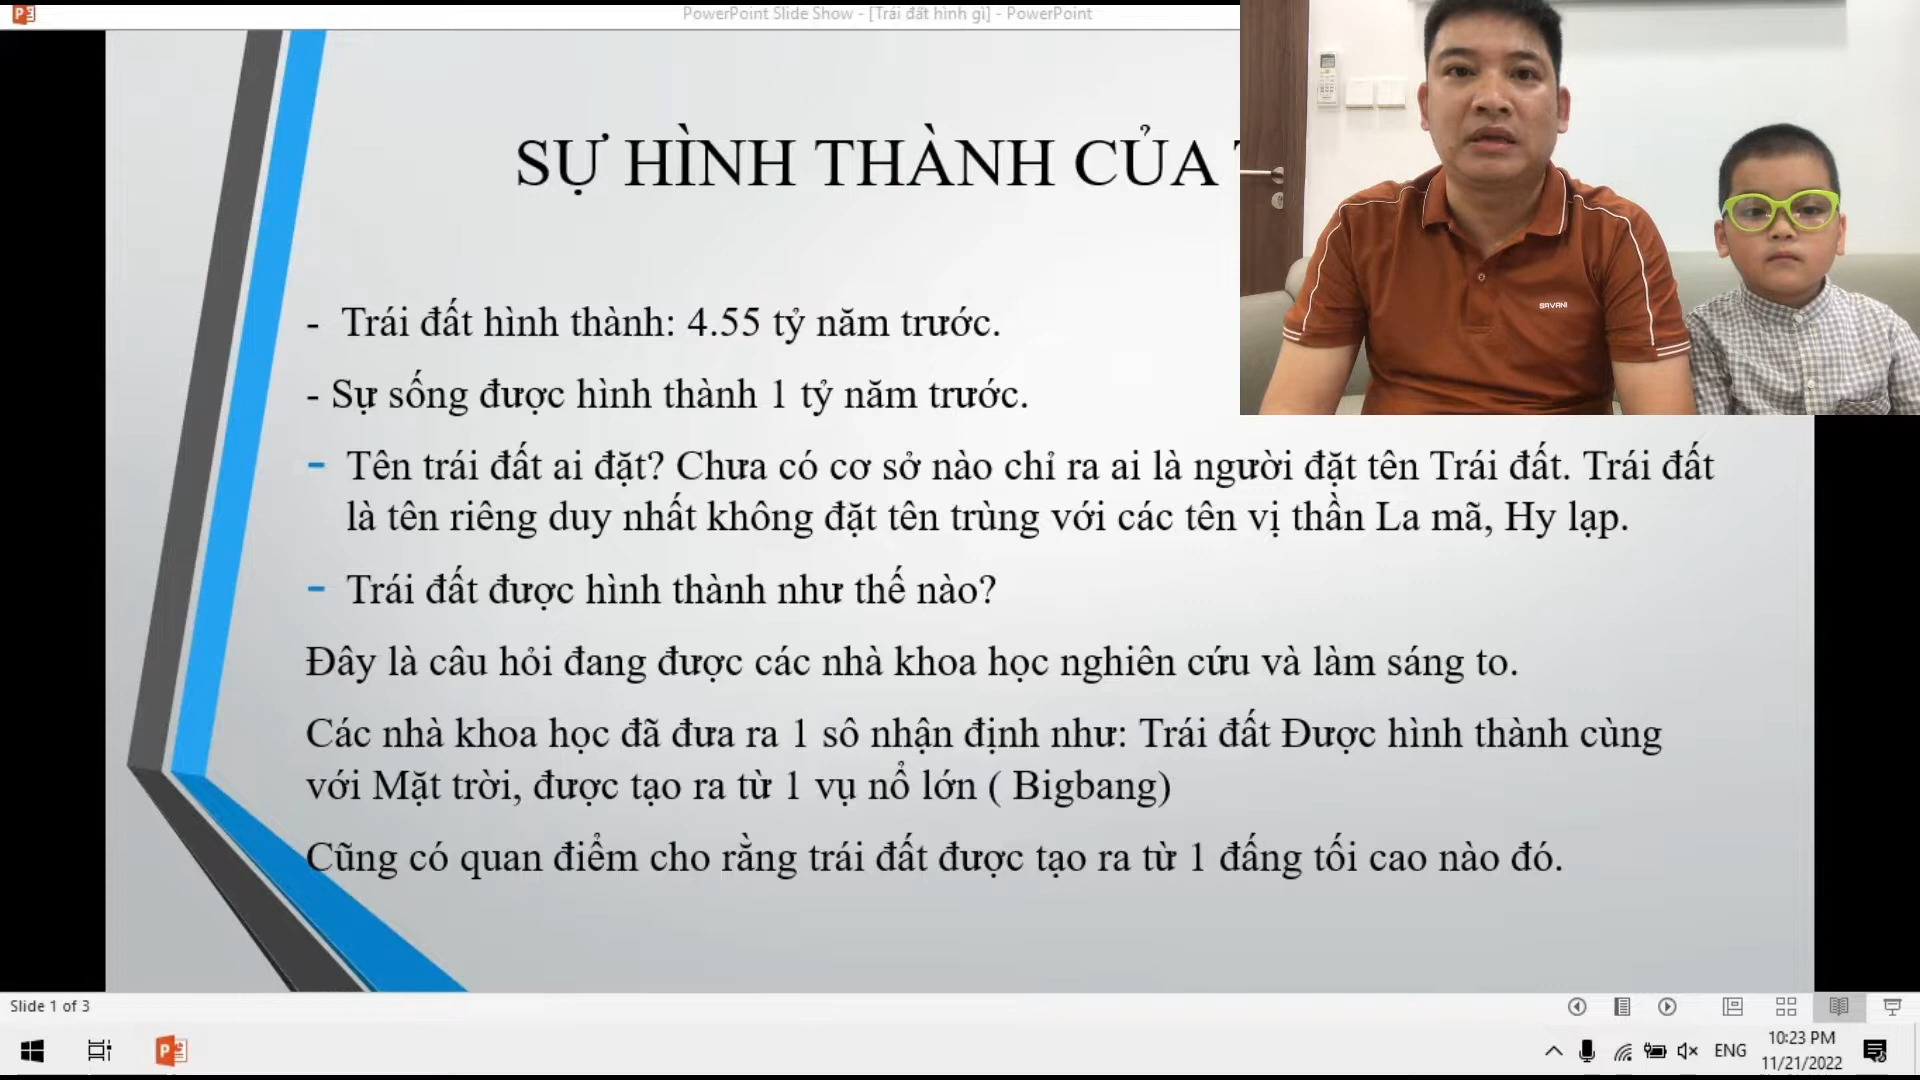 PowerPoint Slide Show - [Trái đất hình gì] - PowerPoint
SỰ HÌNH THÀNH CỦA
- Trái đất hình thành: 4.55 tỷ năm trước.
- Sự sống được hình thành 1 tỷ năm trước.
- Tên trái đất ai đặt? Chưa có cơ sở nào chỉ ra ai là người đặt tên Trái đất. Trái đất
là tên riêng duy nhất không đặt tên trùng với các tên vị thần La mã, Hy lạp.
- Trái đất được hình thành như thế nào?
Đây là câu hỏi đang được các nhà khoa học nghiên cứu và làm sáng to.
Các nhà khoa học đã đưa ra 1 sô nhận định như: Trái đất Được hình thành cùng
với Mặt trời, được tạo ra từ 1 vụ nổ lớn ( Bigbang)
Cũng có quan điểm cho rằng trái đất được tạo ra từ 1 đấng tối cao nào đó.
SAVANI
Slide 1 of 3
ENG
10:23 PM
11/21/2022